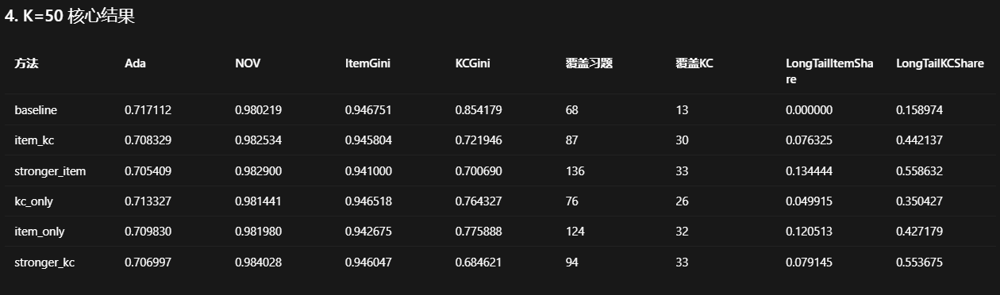 4. K=50 核心结果
方法 Ada NOV ItemGini KCGini 覆盖习题 覆盖KC LongTailItemSha LongTailKCShare
re
baseline 0.717112 0.980219 0.946751 0.854179 68 13 0.000000 0.158974
item_kc 0.708329 0.982534 0.945804 0.721946 87 30 0.076325 0.442137
stronger_item 0.705409 0.982900 0.941000 0.700690 136 33 0.134444 0.558632
kc_only 0.713327 0.981441 0.946518 0.764327 76 26 0.049915 0.350427
item_only 0.709830 0.981980 0.942675 0.775888 124 32 0.120513 0.427179
stronger_kc 0.706997 0.984028 0.946047 0.684621 94 33 0.079145 0.553675